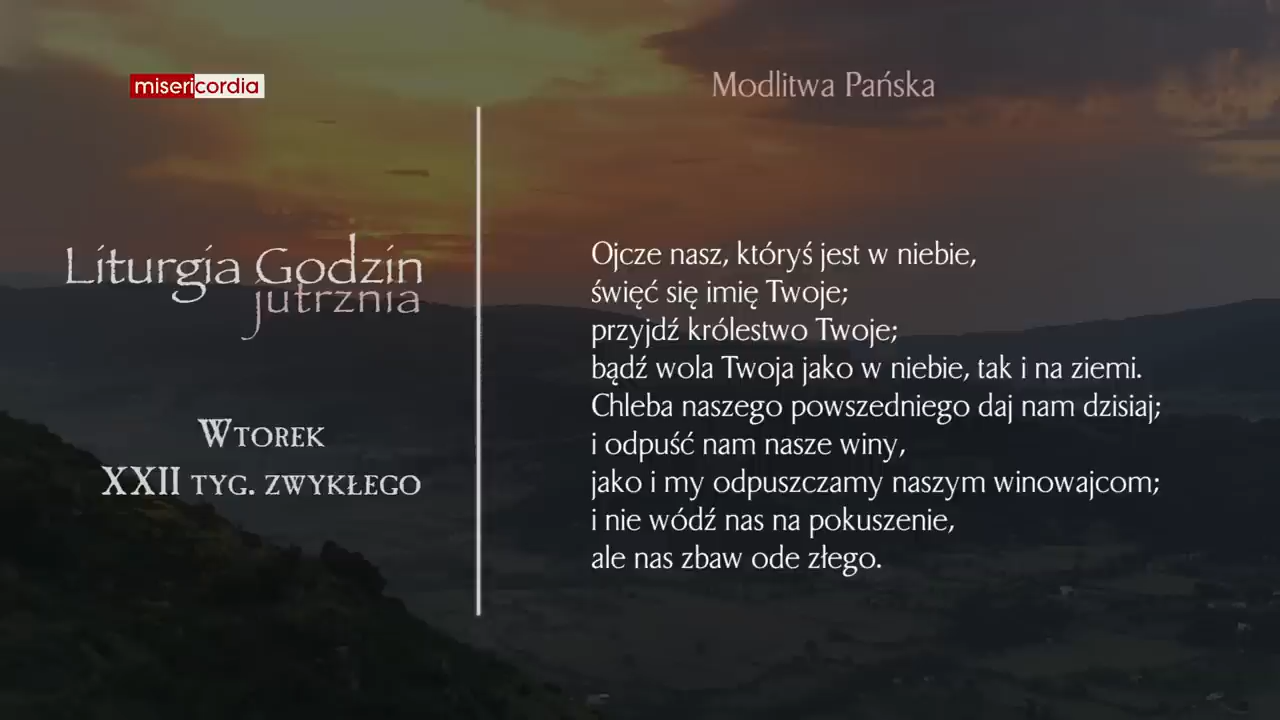 misericordia
Modlitwa Pańska
Liturgia Godzin
jutrznia
Wtorek
XXII tyg. zwykłego
Ojcze nasz, któryś jest w niebie,
święć się imię Twoje;
przyjdź królestwo Twoje;
bądź wola Twoja jako w niebie, tak i na ziemi.
Chleba naszego powszedniego daj nam dzisiaj;
i odpuść nam nasze winy,
jako i my odpuszczamy naszym winowajcom;
i nie wódź nas na pokuszenie,
ale nas zbaw ode złego.